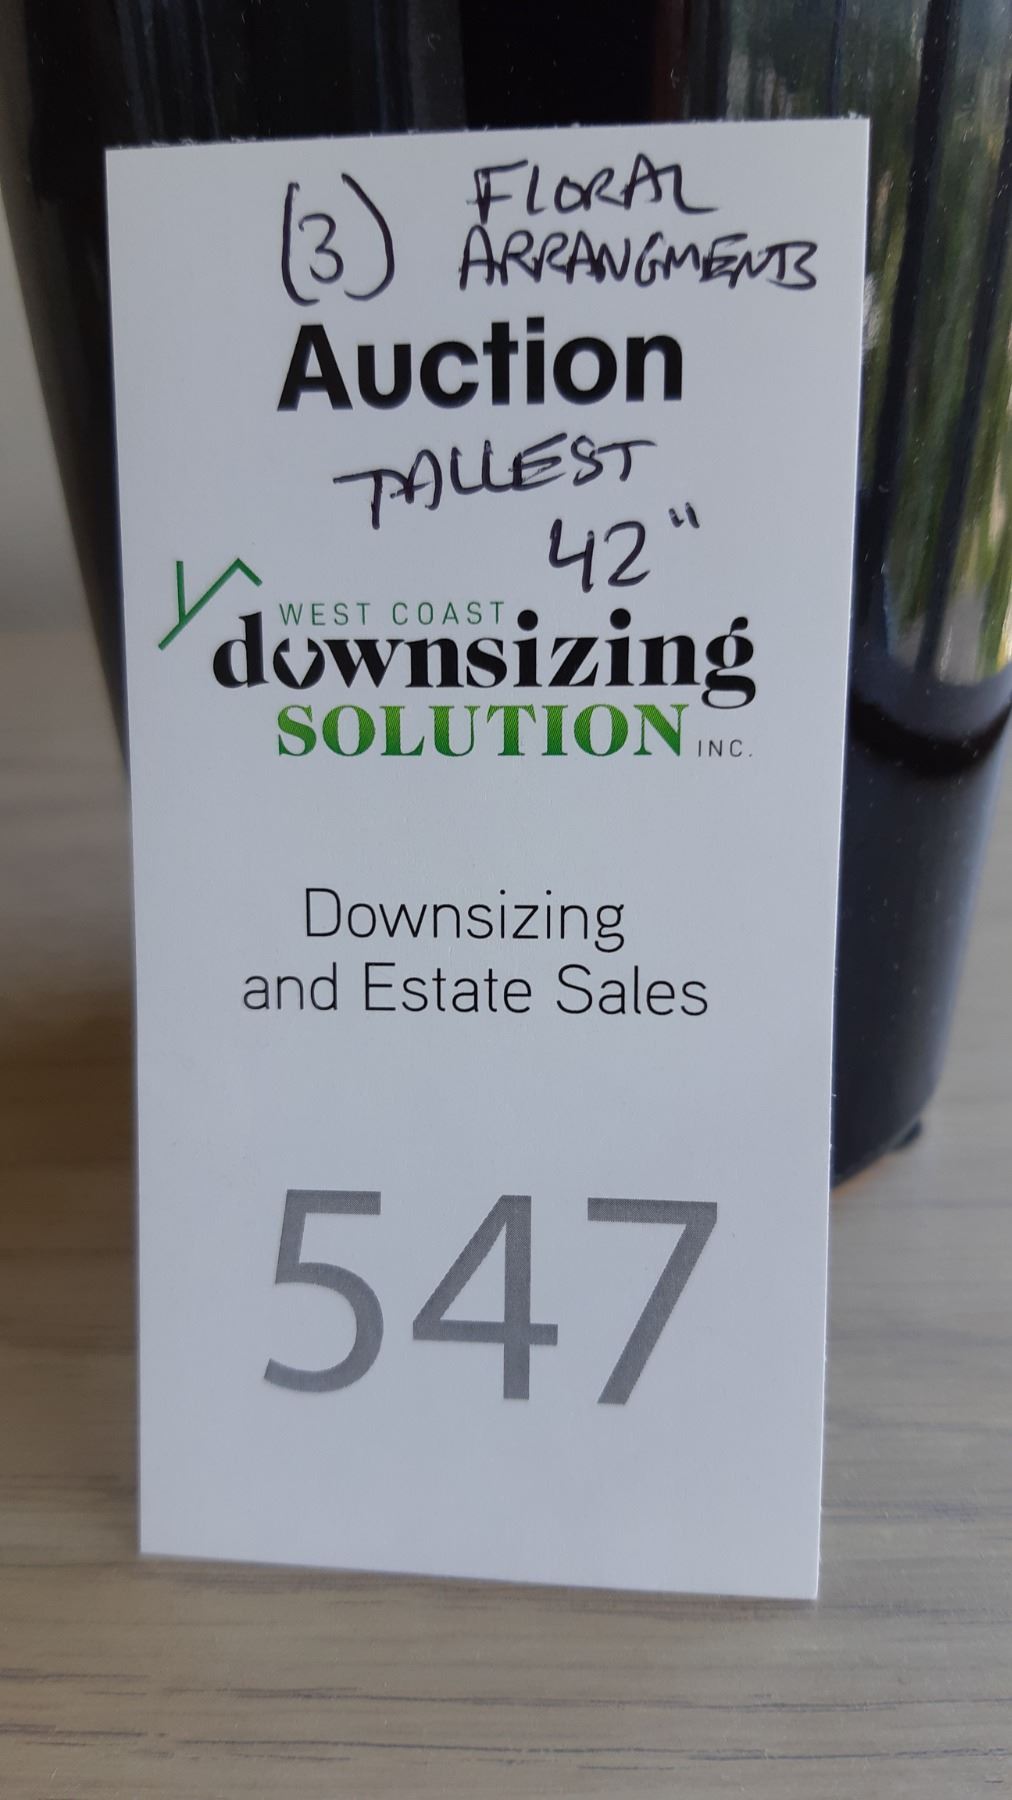 (3) FLORAL
ARRANGMENTS
Auction
TALLEST
42"
WEST COAST
downsizing
SOLUTION INC.
Downsizing
and Estate Sales
547